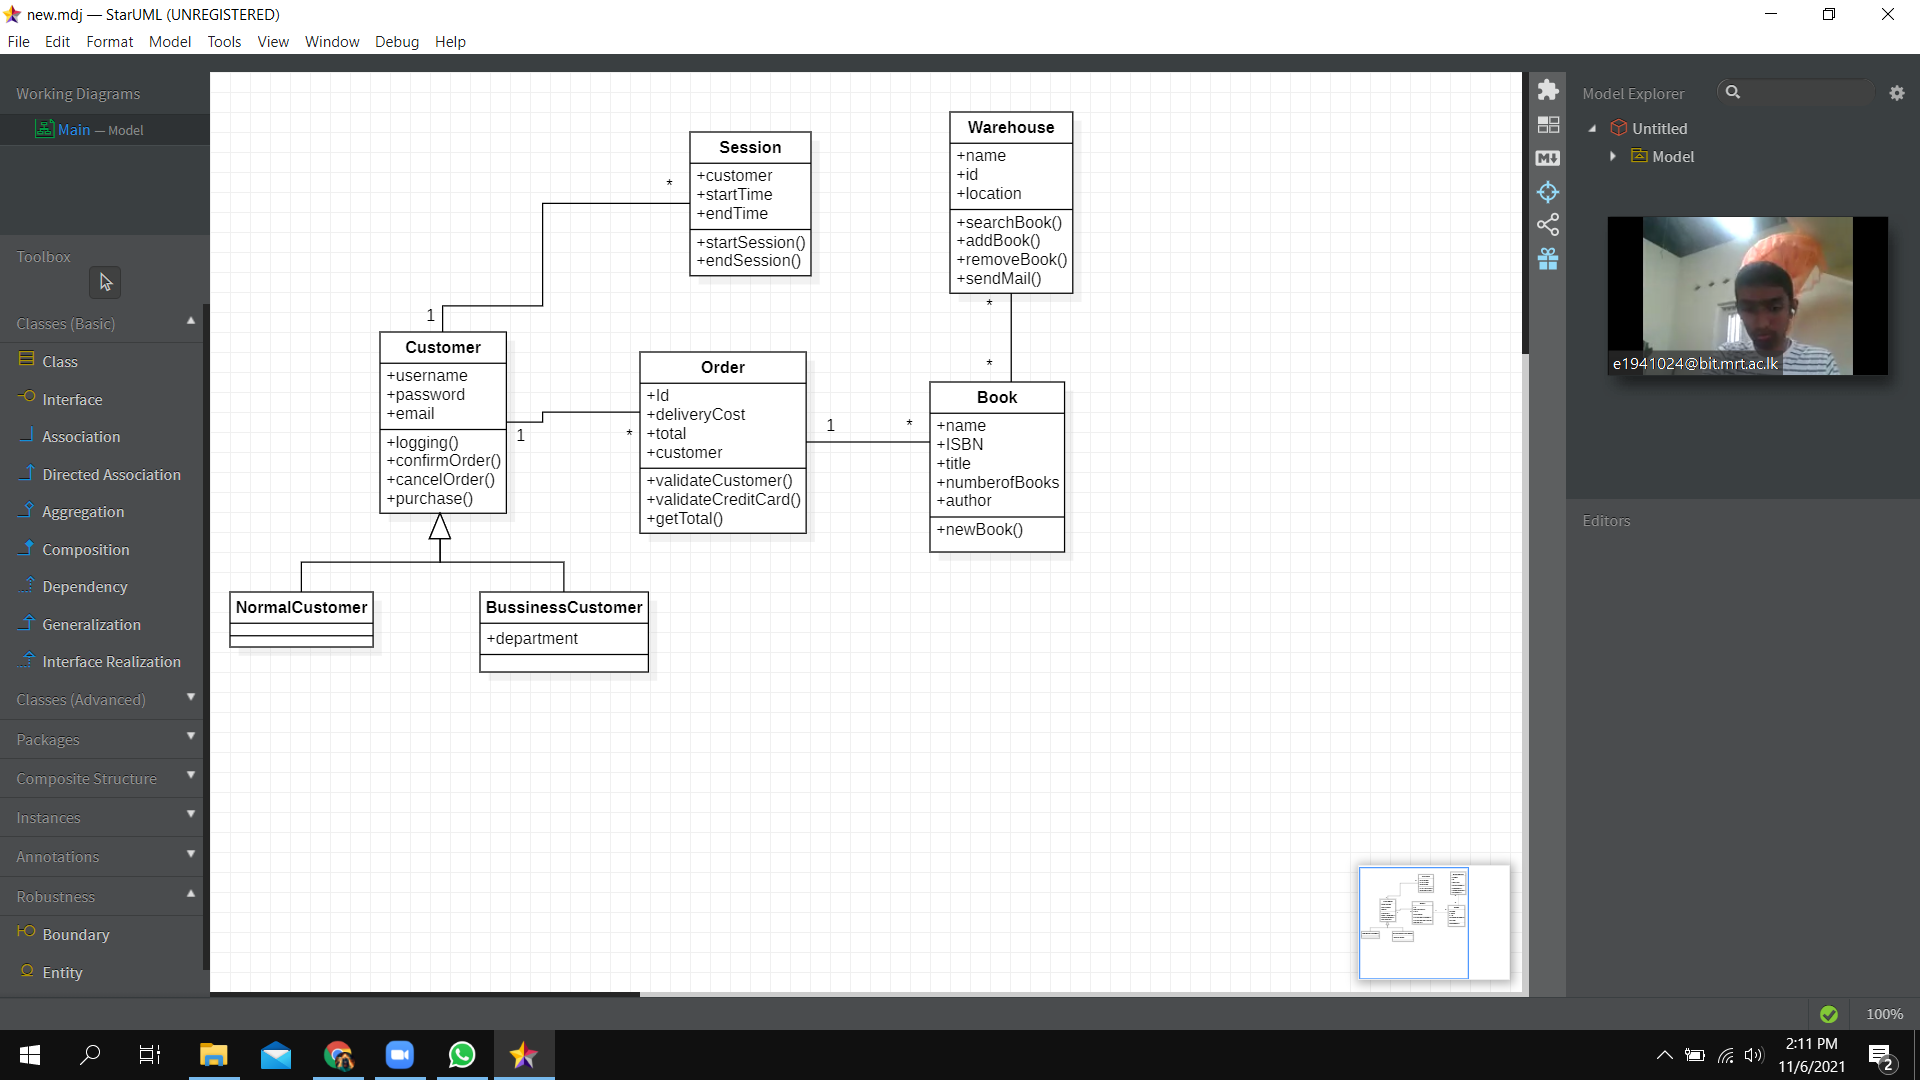 new.mdj — StarUML (UNREGISTERED)
File Edit Format Model Tools View Window Debug Help
Working Diagrams
Main — Model
Toolbox
Classes (Basic)
Class
Interface
Association
Directed Association
Aggregation
Composition
Dependency
Generalization
Interface Realization
Classes (Advanced)
Packages
Composite Structure
Instances
Annotations
Robustness
Boundary
Entity
Session
+customer
+startTime
+endTime
+startSession()
+endSession()
*
1
Warehouse
+name
+id
+location
+searchBook()
+addBook()
+removeBook()
+sendMail()
*
*
Customer
+username
+password
+email
+logging()
+confirmOrder()
+cancelOrder()
+purchase()
1
*
Order
+Id
+deliveryCost
+total
+customer
+validateCustomer()
+validateCreditCard()
+getTotal()
1
*
Book
+name
+ISBN
+title
+numberofBooks
+author
+newBook()
NormalCustomer
BussinessCustomer
+department
M
Model Explorer
Untitled
Model
e1941024@bit.mrt.ac.lk
Editors
100%
2:11 PM
11/6/2021
2